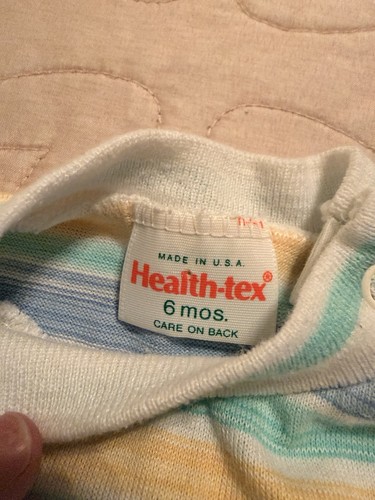 MADE IN U.S.A.
Health-tex®
6 mos.
CARE ON BACK